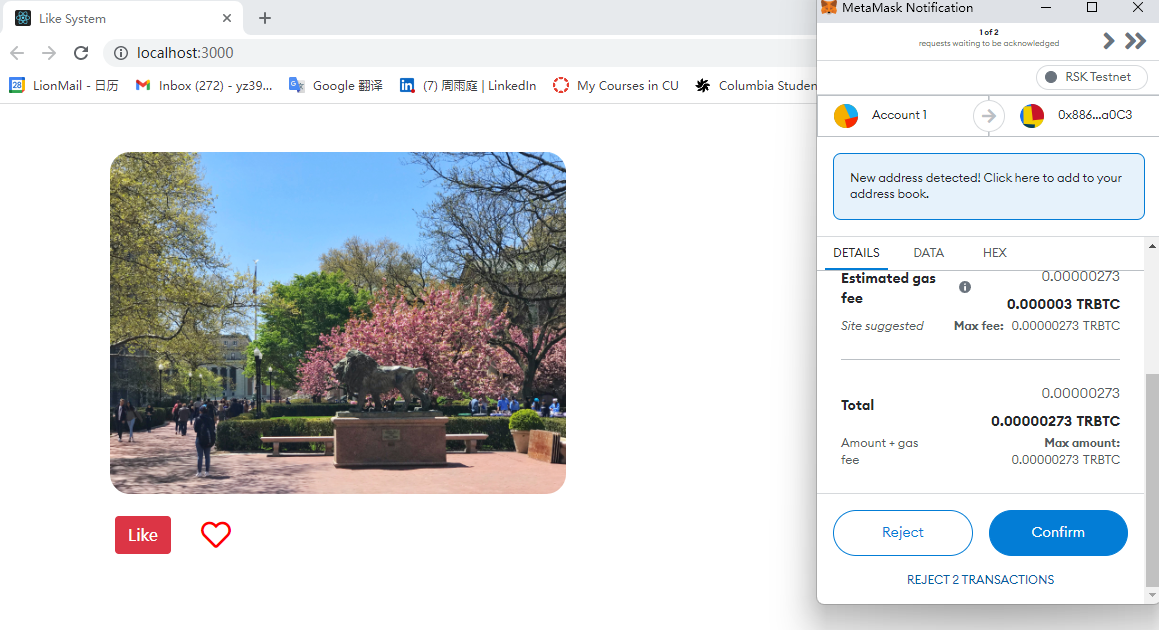 Like System
localhost:3000
LionMail - 日历
Inbox (272) - yz39...
Google 翻译
(7) 周雨庭 | LinkedIn
My Courses in CU
Columbia Studen
Like
MetaMask Notification
1 of 2
requests waiting to be acknowledged
RSK Testnet
Account 1
0x886...a0C3
New address detected! Click here to add to your
address book.
DETAILS
DATA
HEX
Estimated gas
fee
0.00000273
0.000003 TRBTC
Site suggested
Max fee: 0.00000273 TRBTC
0.00000273
Total
0.00000273 TRBTC
Amount + gas
fee
Max amount:
0.00000273 TRBTC
Reject
Confirm
REJECT 2 TRANSACTIONS